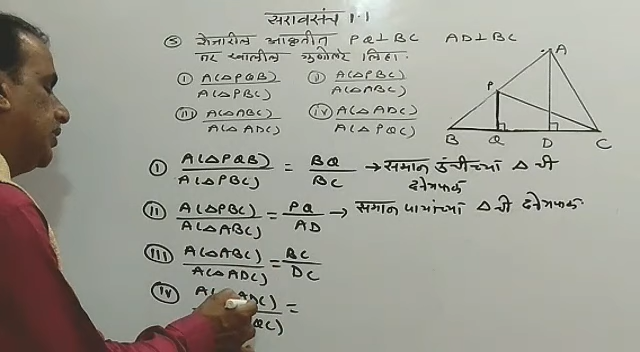 सरावसंच 1.1
5 शेजारील आकृतीत PQ⊥BC AD⊥BC
तर खालील गुणोत्तरे लिहा.
i) A(△PQB) / A(△PBC) ii) A(△PBC) / A(△ABC)
iii) A(△ABC) / A(△ADC) iv) A(△ADC) / A(△PQC)
A
P
B Q D C
i) A(△PQB) / A(△PBC) = BQ / BC → समान उंचीच्या △ ची
क्षेत्रफळे
ii) A(△PBC) / A(△ABC) = PQ / AD → समान पायांच्या △ ची क्षेत्रफळे
iii) A(△ABC) / A(△ADC) = BC / DC
iv) A(△ADC) / QC) =